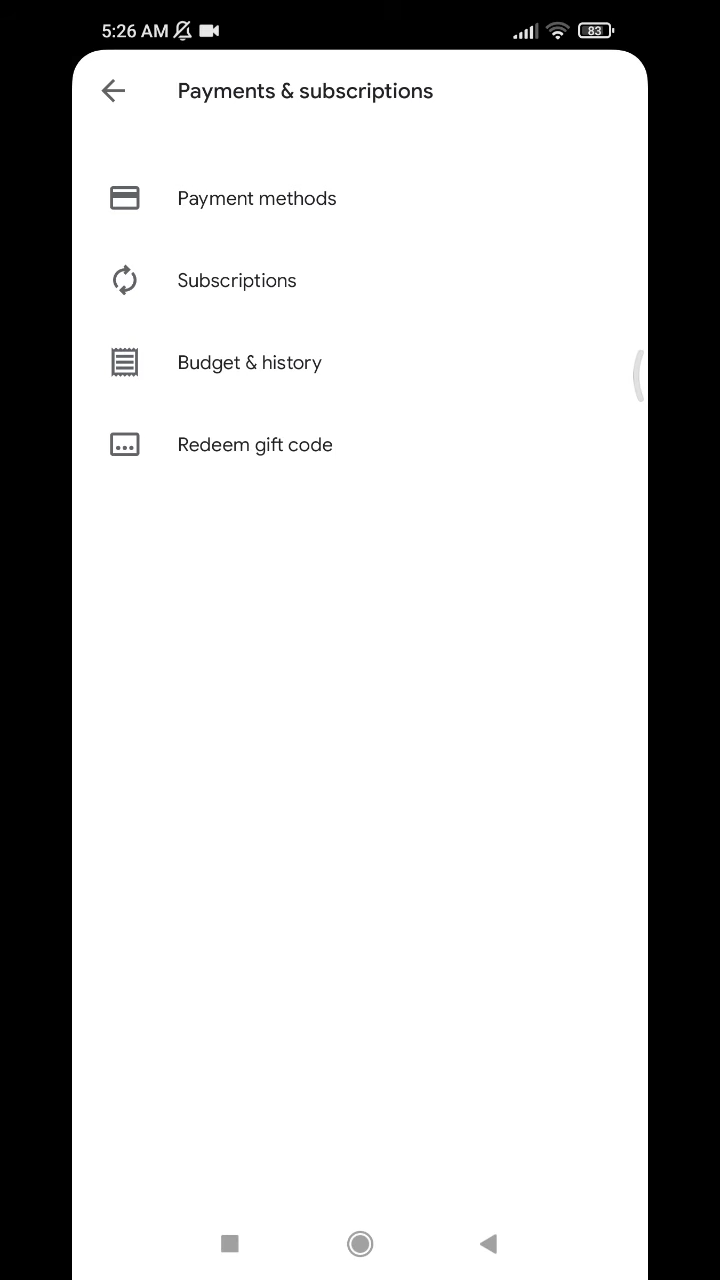 5:26 AM 83
Payments & subscriptions
Payment methods
Subscriptions
Budget & history
Redeem gift code